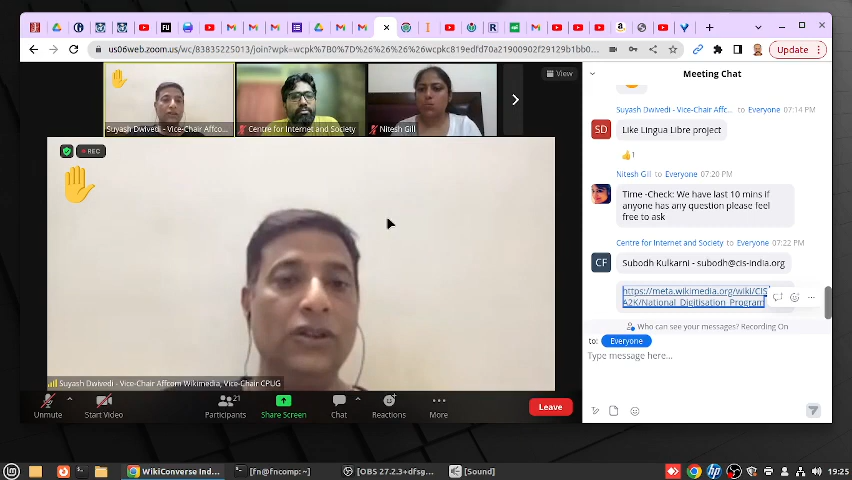 us06web.zoom.us/wc/83835225013/join?wpk=wcpk%0D%0A%26%26%26%26wcpkc819edfd70a21900902f29129b1bb0...
Update
View
Suyash Dwivedi - Vice-Chair Affco...
Centre for Internet and Society
Nitesh Gill
REC
Suyash Dwivedi - Vice-Chair Affcom Wikimedia, Vice-Chair CPUG
Unmute
Start Video
21
Participants
Share Screen
Chat
Reactions
More
Leave
Meeting Chat
Suyash Dwivedi - Vice-Chair Affc... to Everyone 07:14 PM
SD
Like Lingua Libre project
1
Nitesh Gill to Everyone 07:20 PM
Time -Check: We have last 10 mins if
anyone has any question please feel
free to ask
Centre for Internet and Society to Everyone 07:22 PM
CF
Subodh Kulkarni - subodh@cis-india.org
https://meta.wikimedia.org/wiki/CIS-
A2K/National_Digitisation_Program
Who can see your messages? Recording On
to: Everyone
Type message here...
WikiConverse Ind...
[fn@fncomp: ~]
[OBS 27.2.3+dfsg...
[Sound]
19:25